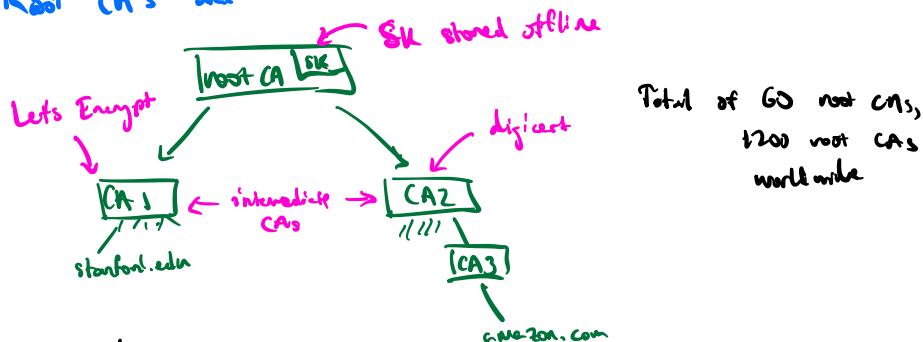 Root CA's
SK stored offline
root CA SK
Lets Encrypt
digicert
Total of 60 root CAs,
1200 root CAs
worldwide
CA1 intermediate CAs CA2
stanford.edu
CA3
amazon.com